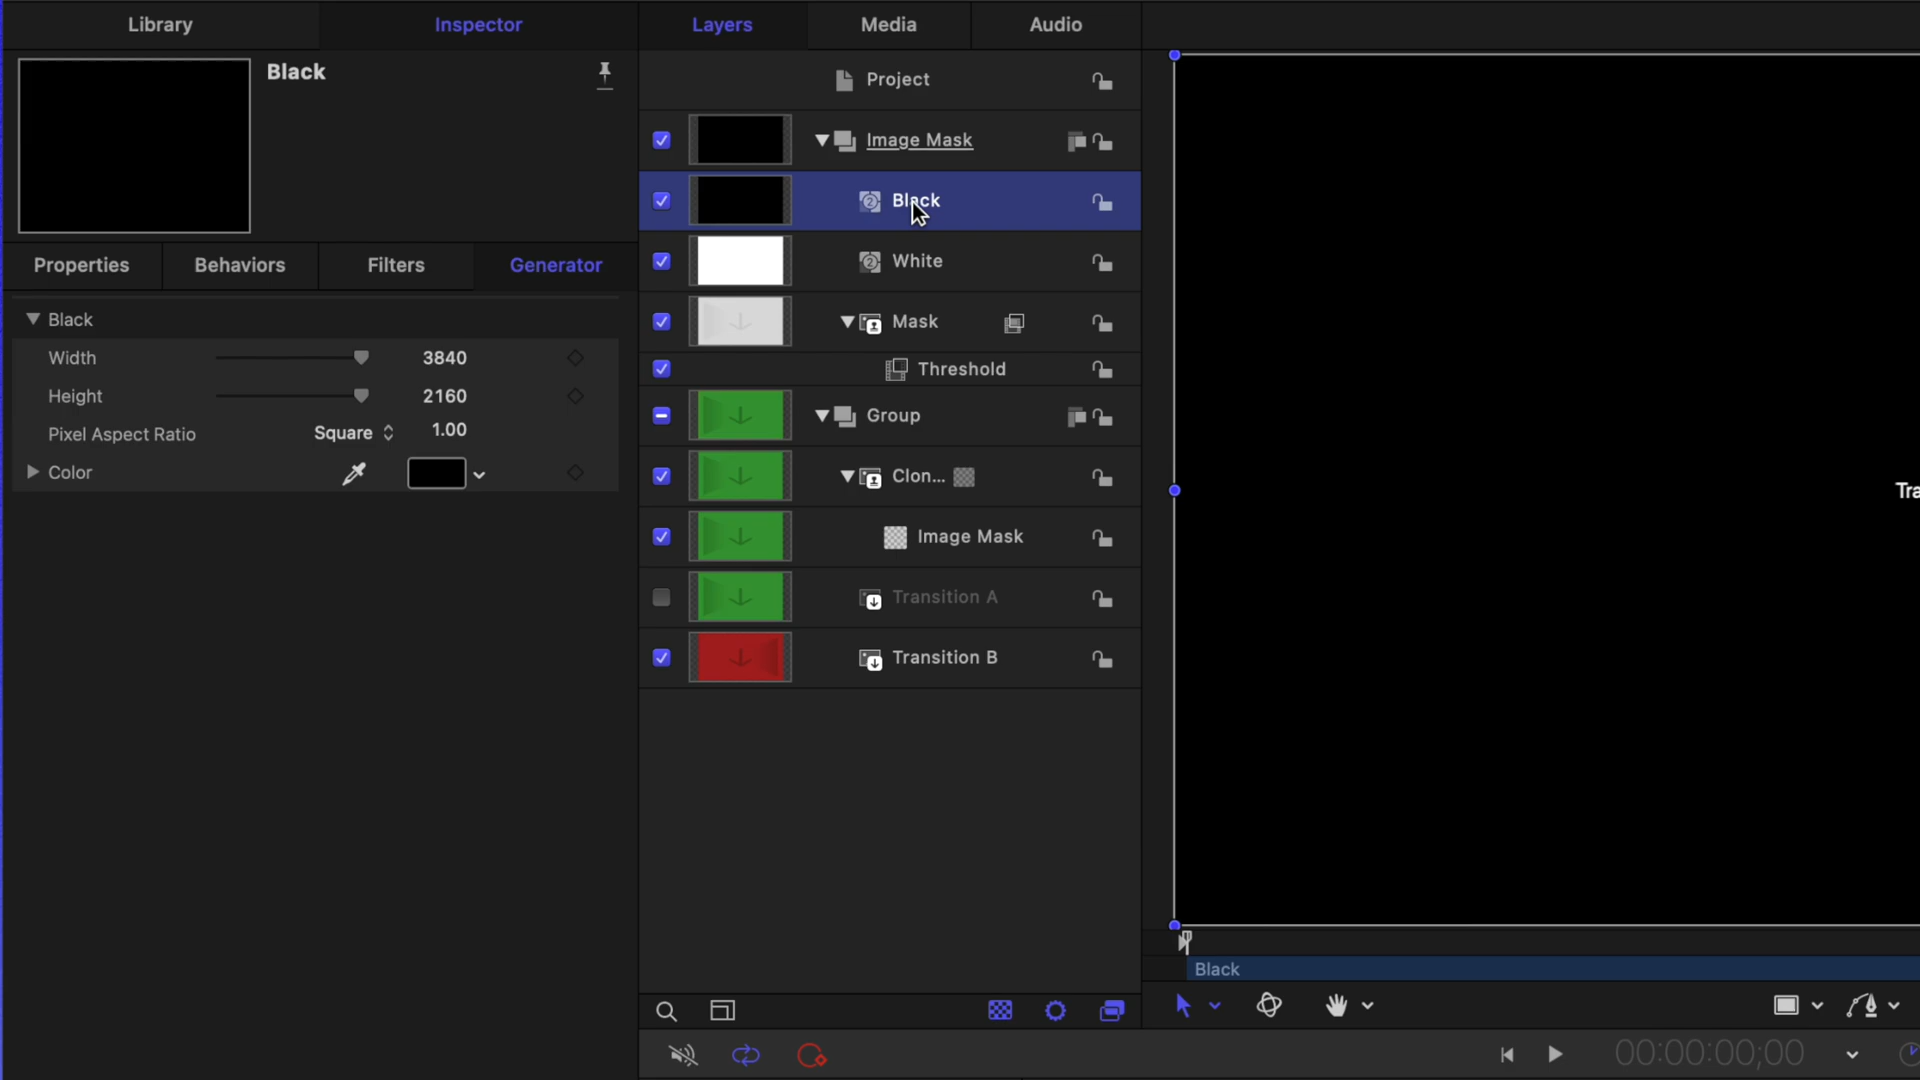 Library
Inspector
Layers
Media
Audio
Black
Properties
Behaviors
Filters
Generator
Black
Width
3840
Height
2160
Pixel Aspect Ratio
Square
1.00
Color
Project
Image Mask
Black
White
Mask
Threshold
Group
Clon...
Image Mask
Transition A
Transition B
Tra
Black
00:00:00;00